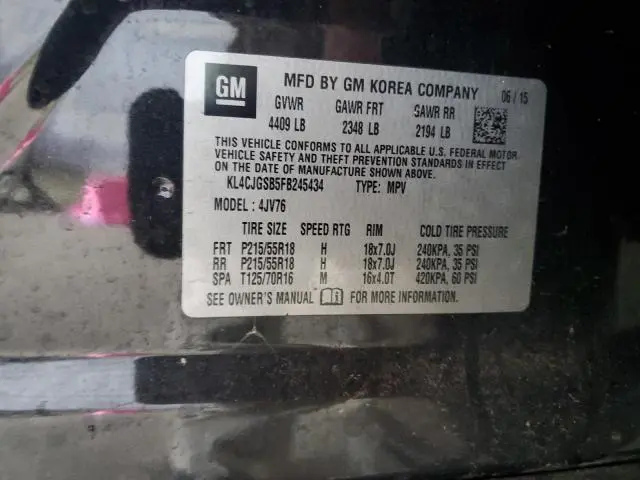 GM
MFD BY GM KOREA COMPANY
06 / 15
GVWR GAWR FRT GAWR RR
4409 LB 2348 LB 2194 LB
THIS VEHICLE CONFORMS TO ALL APPLICABLE U.S. FEDERAL MOTOR
VEHICLE SAFETY AND THEFT PREVENTION STANDARDS IN EFFECT
ON THE DATE OF MANUFACTURE SHOWN ABOVE.
KL4CJGSB5FB245434 TYPE: MPV
MODEL: 4JV76
TIRE SIZE SPEED RTG RIM COLD TIRE PRESSURE
FRT P215/55R18 H 18x7.0J 240KPA, 35 PSI
RR P215/55R18 H 18x7.0J 240KPA, 35 PSI
SPA T125/70R16 M 16x4.0T 420KPA, 60 PSI
SEE OWNER'S MANUAL FOR MORE INFORMATION.